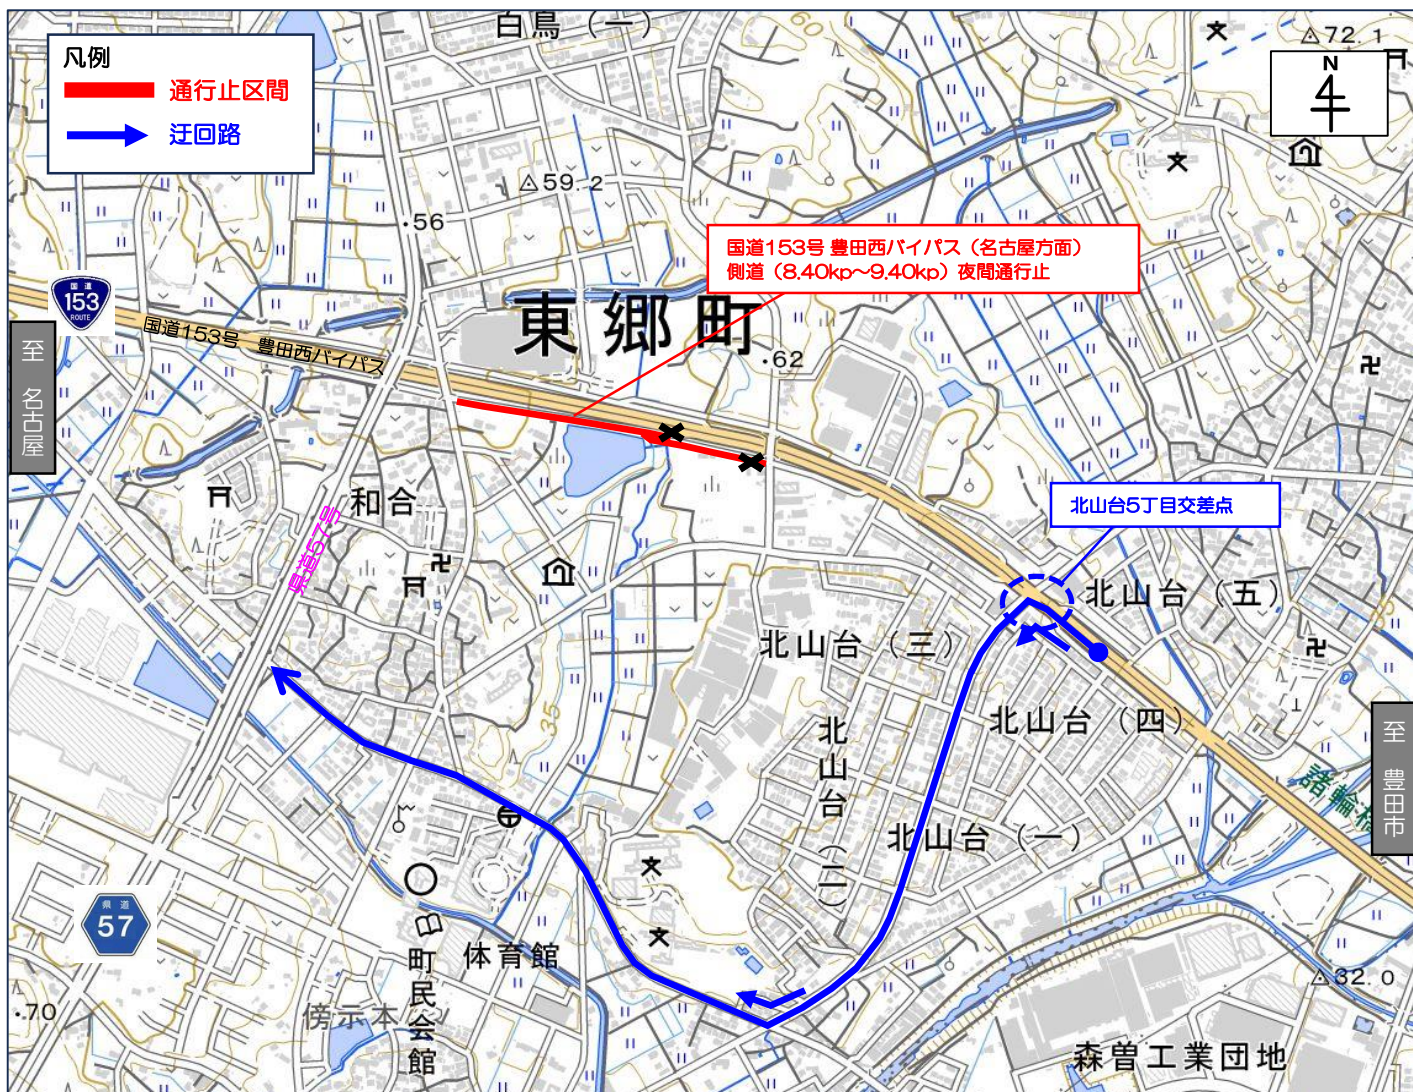 白鳥（一）
60
72.1
凡例
通行止区間
迂回路
N
59.2
56
国道153号 豊田西バイパス（名古屋方面）
側道（8.40kp～9.40kp）夜間通行止
国道
153
ROUTE
東郷町
国道153号 豊田西バイパス
62
至 名古屋
和合
県道57号
北山台5丁目交差点
北山台（五）
北山台（三）
北山台（四）
北山台（二）
北山台（一）
35
諸輪橋
至 豊田市
県道
57
体育館
町民会館
傍示本
70
32.0
森曽工業団地